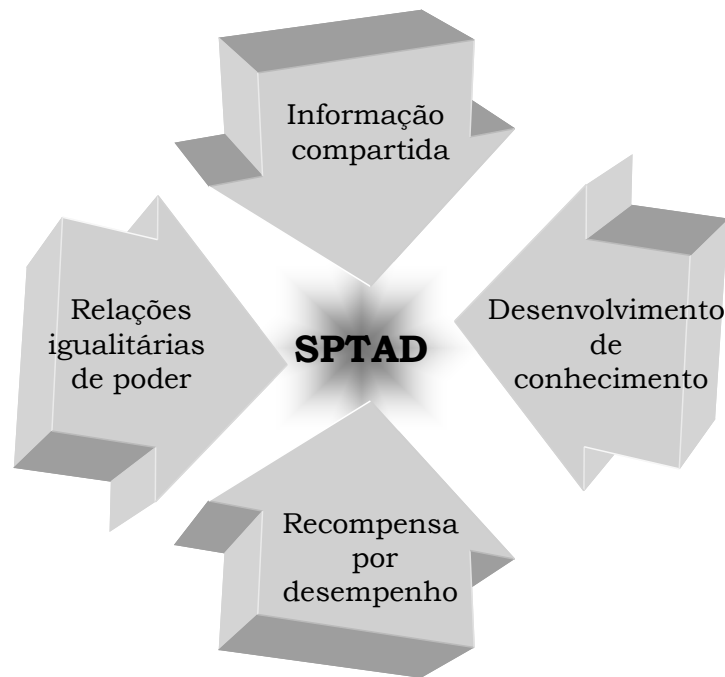 Informação
compartida
Relações
igualitárias
de poder
SPTAD
Desenvolvimento
de
conhecimento
Recompensa
por
desempenho